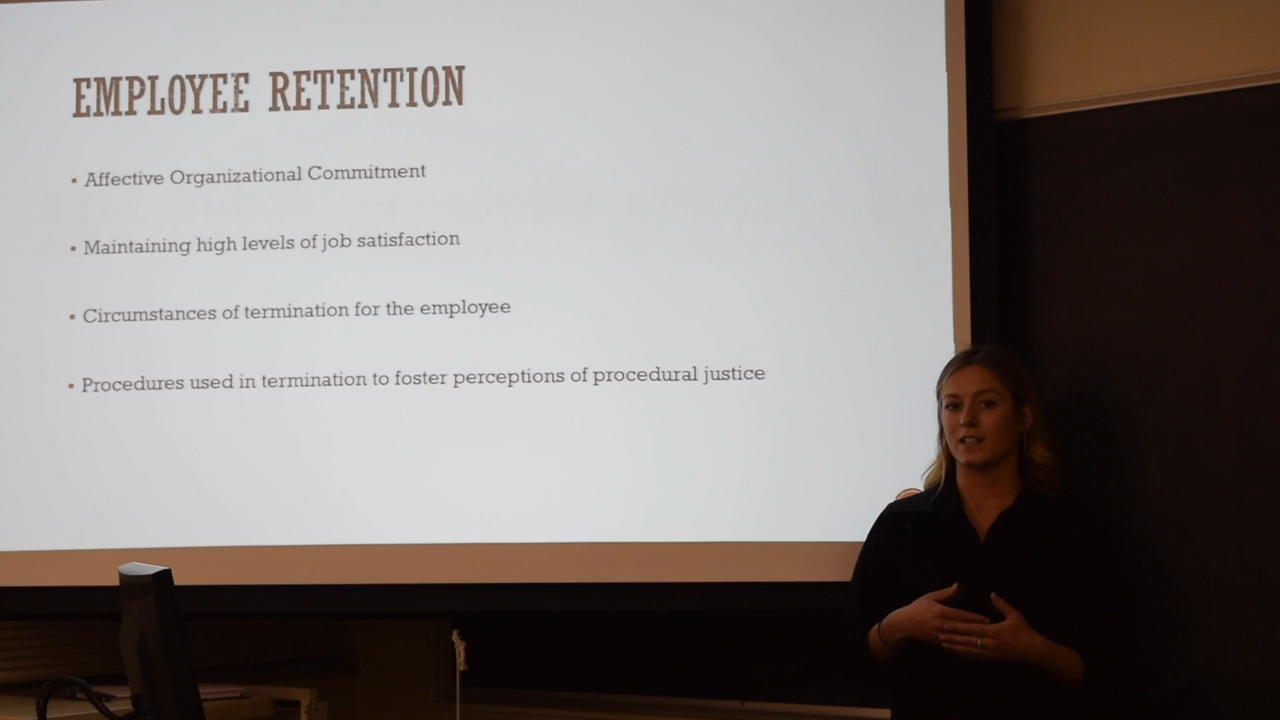 EMPLOYEE RETENTION
▪ Affective Organizational Commitment
▪ Maintaining high levels of job satisfaction
▪ Circumstances of termination for the employee
▪ Procedures used in termination to foster perceptions of procedural justice